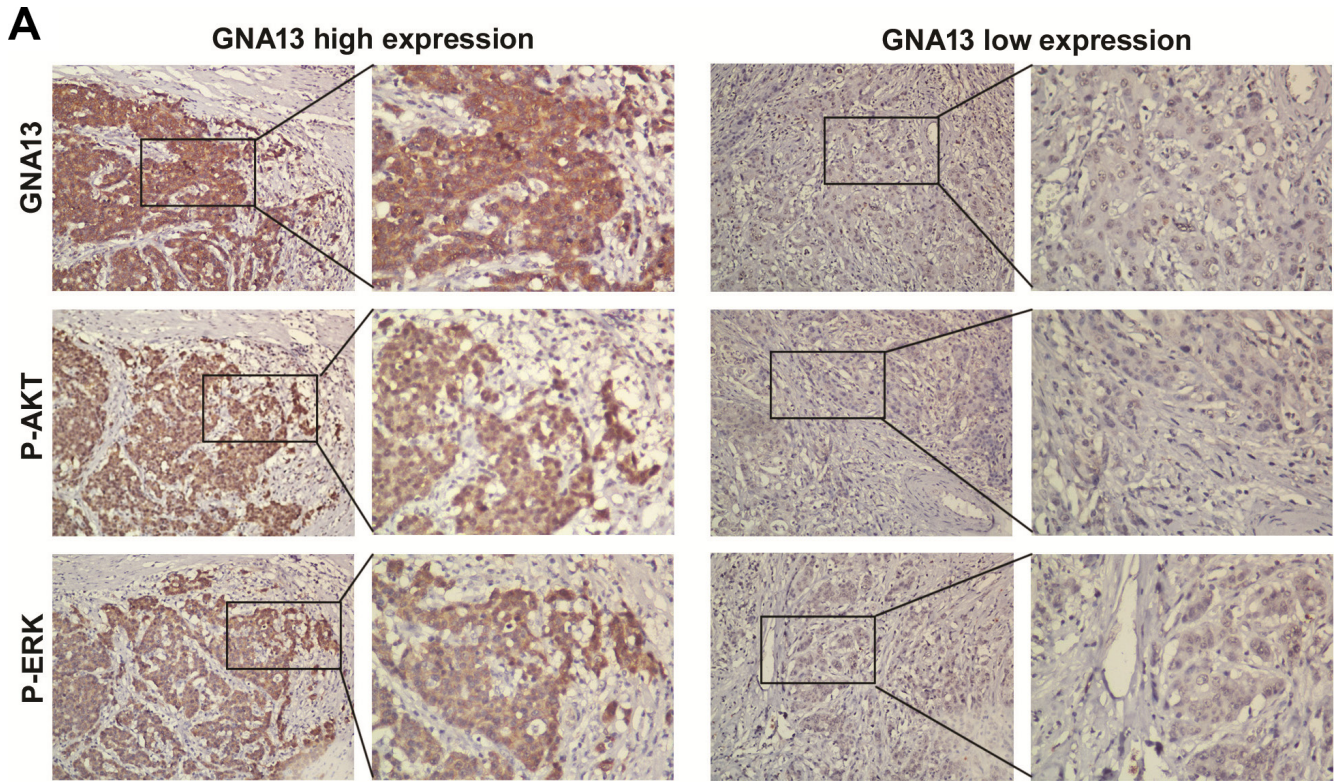 A
GNA13 high expression
GNA13 low expression
GNA13
P-AKT
P-ERK